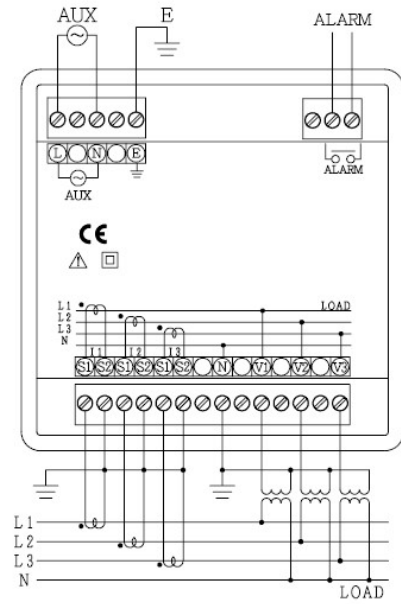 AUX E ALARM
L N E
AUX
ALARM
CE
L1 LOAD
L2
L3
N I1 I2 I3
S1 S2 S1 S2 S1 S2 N V1 V2 V3
L1
L2
L3
N
LOAD